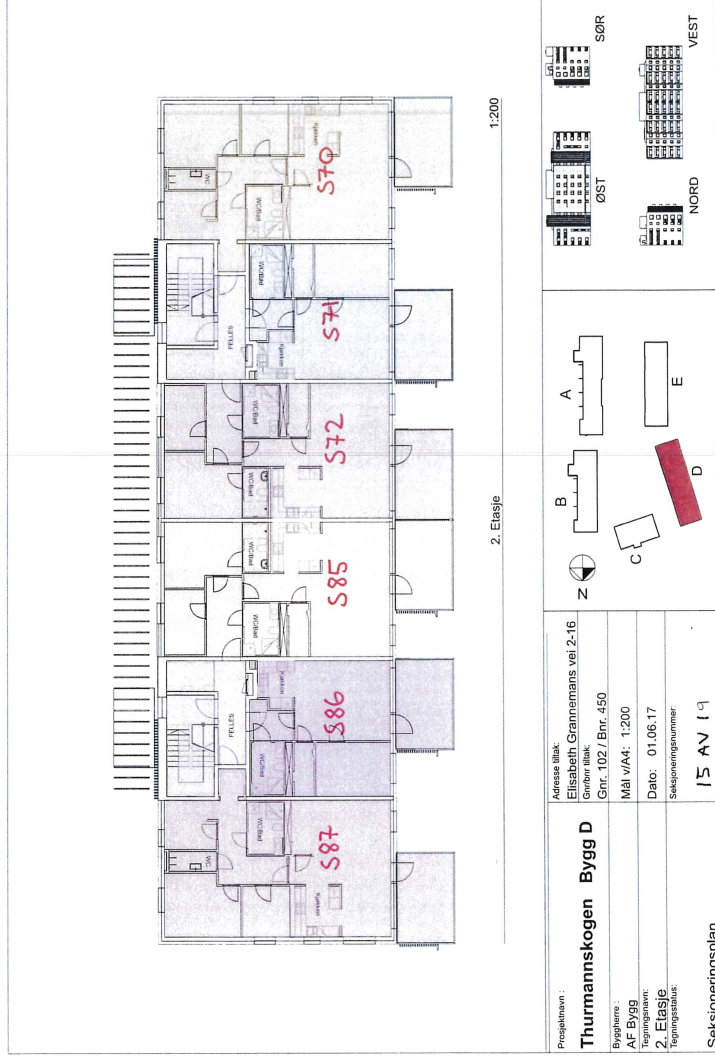 WC
Kjøkken
S70
WC/Bad
FELLES
WC/Bad
S71
Kjøkken
WC/Bad
S72
WC/Bad
WC/Bad
S85
WC/Bad
FELLES
Kjøkken
S86
WC/Bad
WC
WC/Bad
S87
Kjøkken
2. Etasje
1:200
Prosjektnavn :
Thurmannskogen Bygg D
Byggherre :
AF Bygg
Tegningsnavn:
2. Etasje
Tegningsstatus:
Seksjoneringsplan
Adresse tiltak:
Elisabeth Grannemans vei 2-16
Gnr/bnr tiltak:
Gnr. 102 / Bnr. 450
Mål v/A4: 1:200
Dato: 01.06.17
Seksjoneringsnummer:
15 AV 19
N
A
B
C
D
E
ØST
SØR
NORD
VEST